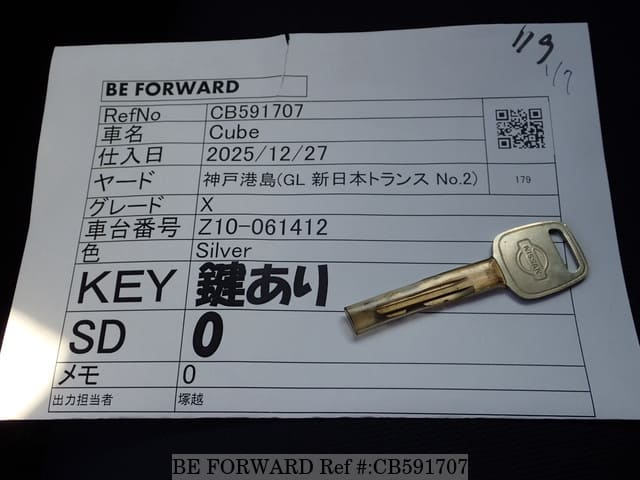 119
1/7
BE FORWARD
RefNo CB591707
車名 Cube
仕入日 2025/12/27
ヤード 神戸港島(GL 新日本トランス No.2) 179
グレード X
車台番号 Z10-061412
色 Silver
KEY 鍵あり
NISSAN
SD 0
メモ 0
出力担当者 塚越
BE FORWARD Ref #:CB591707